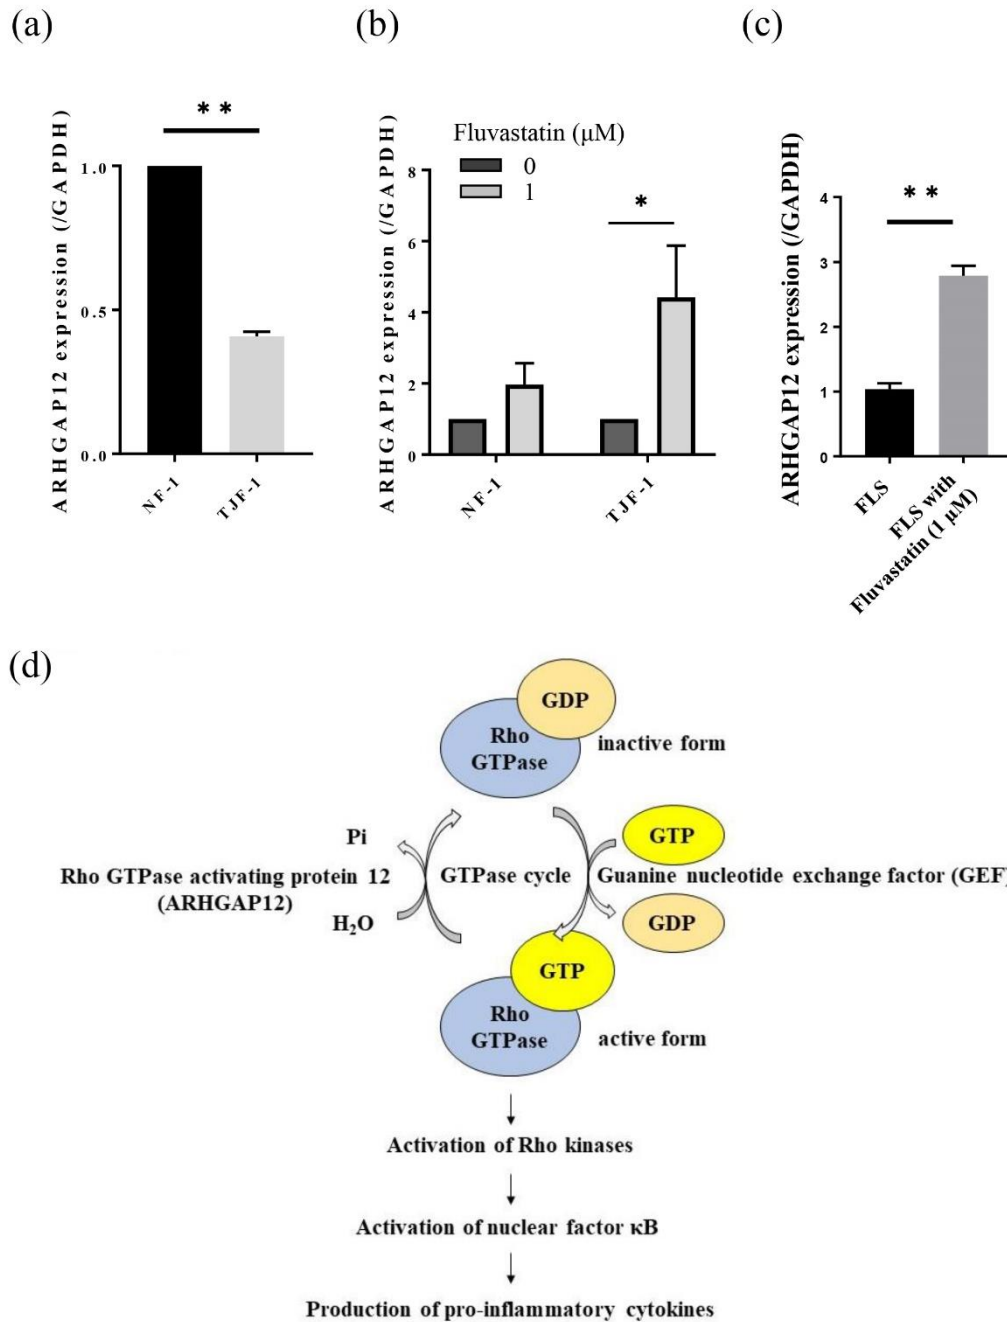 (a)
(b)
(c)
ARHGAP12 expression (/GAPDH)
**
1.0
0.5
0.0
NF-1
TJF-1
ARHGAP12 expression (/GAPDH)
Fluvastatin (μM)
0
1
*
8
6
4
2
0
NF-1
TJF-1
ARHGAP12 expression (/GAPDH)
**
4
3
2
1
0
FLS
FLS with
Fluvastatin (1 μM)
(d)
GDP
Rho
GTPase
inactive form
Pi
GTP
Rho GTPase activating protein 12
(ARHGAP12)
GTPase cycle
Guanine nucleotide exchange factor (GEF)
H₂O
GDP
GTP
Rho
GTPase
active form
Activation of Rho kinases
Activation of nuclear factor κB
Production of pro-inflammatory cytokines